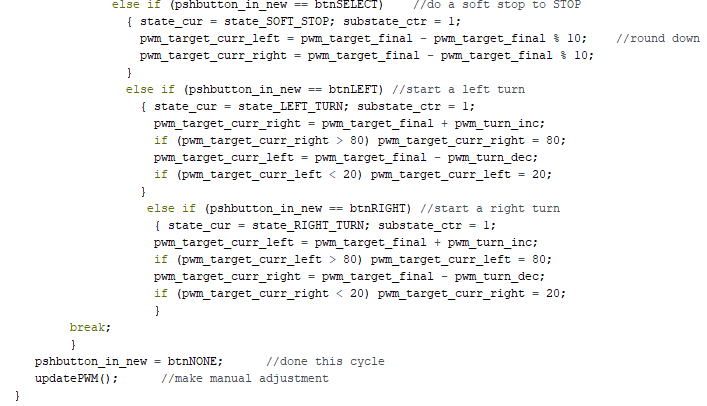 else if (pshbutton_in_new == btnSELECT)    //do a soft stop to STOP
{ state_cur = state_SOFT_STOP; substate_ctr = 1;
pwm_target_curr_left = pwm_target_final - pwm_target_final % 10;    //round down
pwm_target_curr_right = pwm_target_final - pwm_target_final % 10;
}
else if (pshbutton_in_new == btnLEFT) //start a left turn
{ state_cur = state_LEFT_TURN; substate_ctr = 1;
pwm_target_curr_right = pwm_target_final + pwm_turn_inc;
if (pwm_target_curr_right > 80) pwm_target_curr_right = 80;
pwm_target_curr_left = pwm_target_final - pwm_turn_dec;
if (pwm_target_curr_left < 20) pwm_target_curr_left = 20;
}
else if (pshbutton_in_new == btnRIGHT) //start a right turn
{ state_cur = state_RIGHT_TURN; substate_ctr = 1;
pwm_target_curr_left = pwm_target_final + pwm_turn_inc;
if (pwm_target_curr_left > 80) pwm_target_curr_left = 80;
pwm_target_curr_right = pwm_target_final - pwm_turn_dec;
if (pwm_target_curr_right < 20) pwm_target_curr_right = 20;
}
break;
}
pshbutton_in_new = btnNONE;      //done this cycle
updatePWM();      //make manual adjustment
}